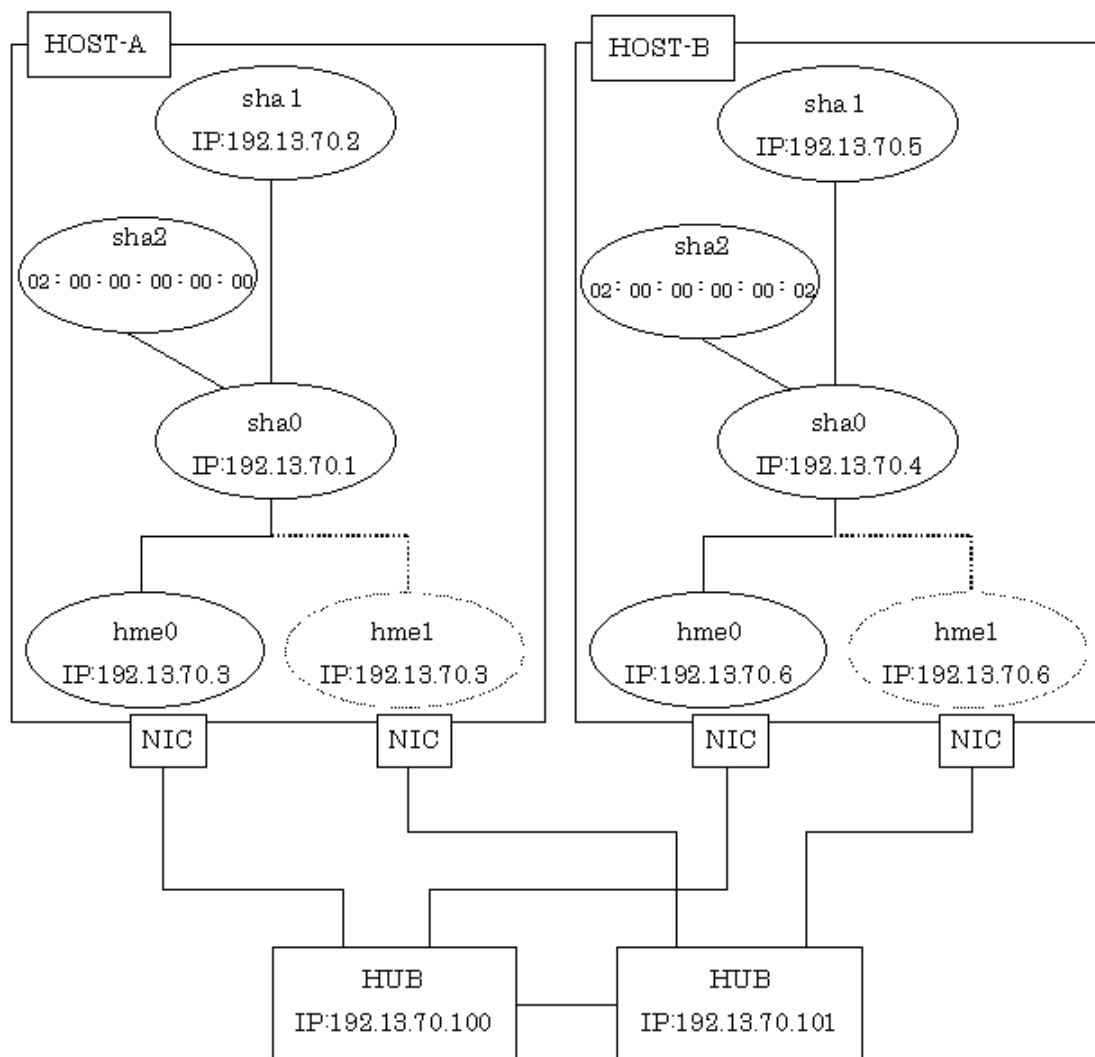 HOST-A
sha1
IP:192.13.70.2
sha2
02:00:00:00:00:00
sha0
IP:192.13.70.1
hme0
IP:192.13.70.3
hme1
IP:192.13.70.3
NIC
NIC
HOST-B
sha1
IP:192.13.70.5
sha2
02:00:00:00:00:02
sha0
IP:192.13.70.4
hme0
IP:192.13.70.6
hme1
IP:192.13.70.6
NIC
NIC
HUB
IP:192.13.70.100
HUB
IP:192.13.70.101